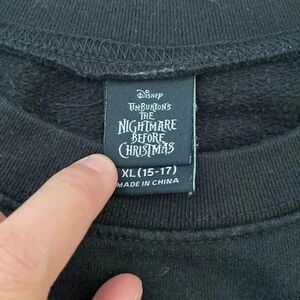 Disney
TIM BURTON'S
THE
NIGHTMARE
BEFORE
CHRISTMAS
XL(15-17)
MADE IN CHINA